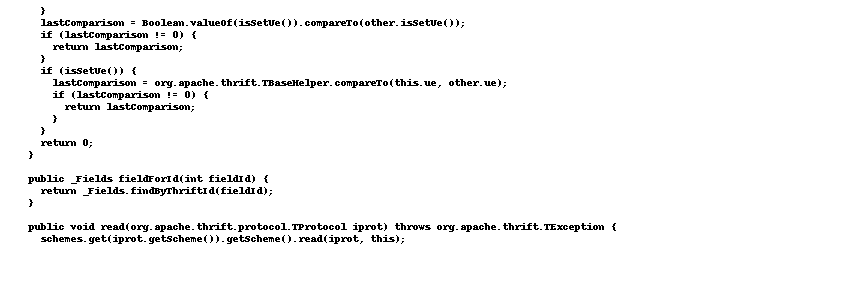 }
lastComparison = Boolean.valueOf(isSetUe()).compareTo(other.isSetUe());
if (lastComparison != 0) {
return lastComparison;
}
if (isSetUe()) {
lastComparison = org.apache.thrift.TBaseHelper.compareTo(this.ue, other.ue);
if (lastComparison != 0) {
return lastComparison;
}
}
return 0;
}
public _Fields fieldForId(int fieldId) {
return _Fields.findByThriftId(fieldId);
}
public void read(org.apache.thrift.protocol.TProtocol iprot) throws org.apache.thrift.TException {
schemes.get(iprot.getScheme()).getScheme().read(iprot, this);